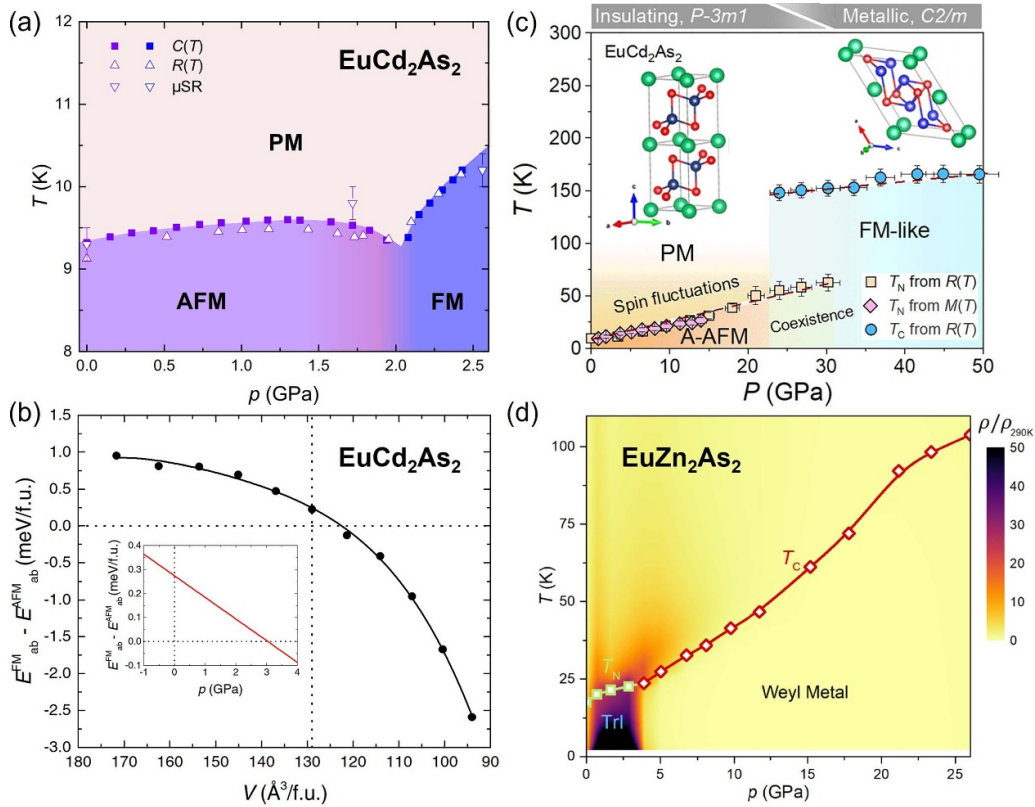 (a)
C(T)
R(T)
μSR
EuCd2As2
PM
AFM
FM
12
11
10
9
8
T (K)
0.0 0.5 1.0 1.5 2.0 2.5
p (GPa)
(c)
Insulating, P-3m1
Metallic, C2/m
EuCd2As2
300
250
200
150
100
50
0
T (K)
c
a
b
a
b
c
PM
Spin fluctuations
A-AFM
Coexistence
FM-like
TN from R(T)
TN from M(T)
TC from R(T)
0 10 20 30 40 50
P (GPa)
(b)
EuCd2As2
1.5
1.0
0.5
0.0
-0.5
-1.0
-1.5
-2.0
-2.5
-3.0
E^FM_ab - E^AFM_ab (meV/f.u.)
E^FM_ab - E^AFM_ab (meV/f.u.)
0.4
0.3
0.2
0.1
0.0
-0.1
-1 0 1 2 3 4
p (GPa)
180 170 160 150 140 130 120 110 100 90
V (Å3/f.u.)
(d)
EuZn2As2
ρ/ρ290K
50
40
30
20
10
0
100
75
50
25
0
T (K)
TC
TN
TrI
Weyl Metal
0 5 10 15 20 25
p (GPa)